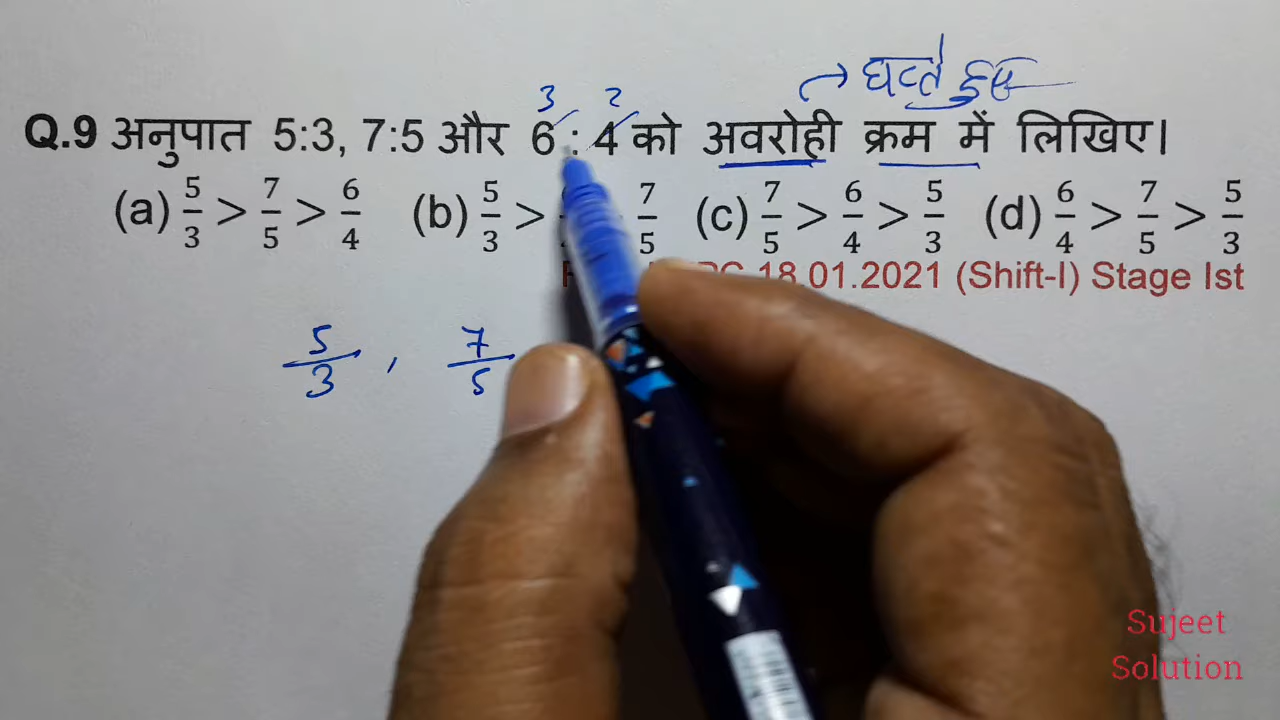 → घटते हुए
3 2
Q.9 अनुपात 5:3, 7:5 और 6:4 को अवरोही क्रम में लिखिए।
(a) 5/3 > 7/5 > 6/4 (b) 5/3 > 7/5 (c) 7/5 > 6/4 > 5/3 (d) 6/4 > 7/5 > 5/3
18.01.2021 (Shift-I) Stage Ist
5/3 , 7/5
Sujeet
Solution